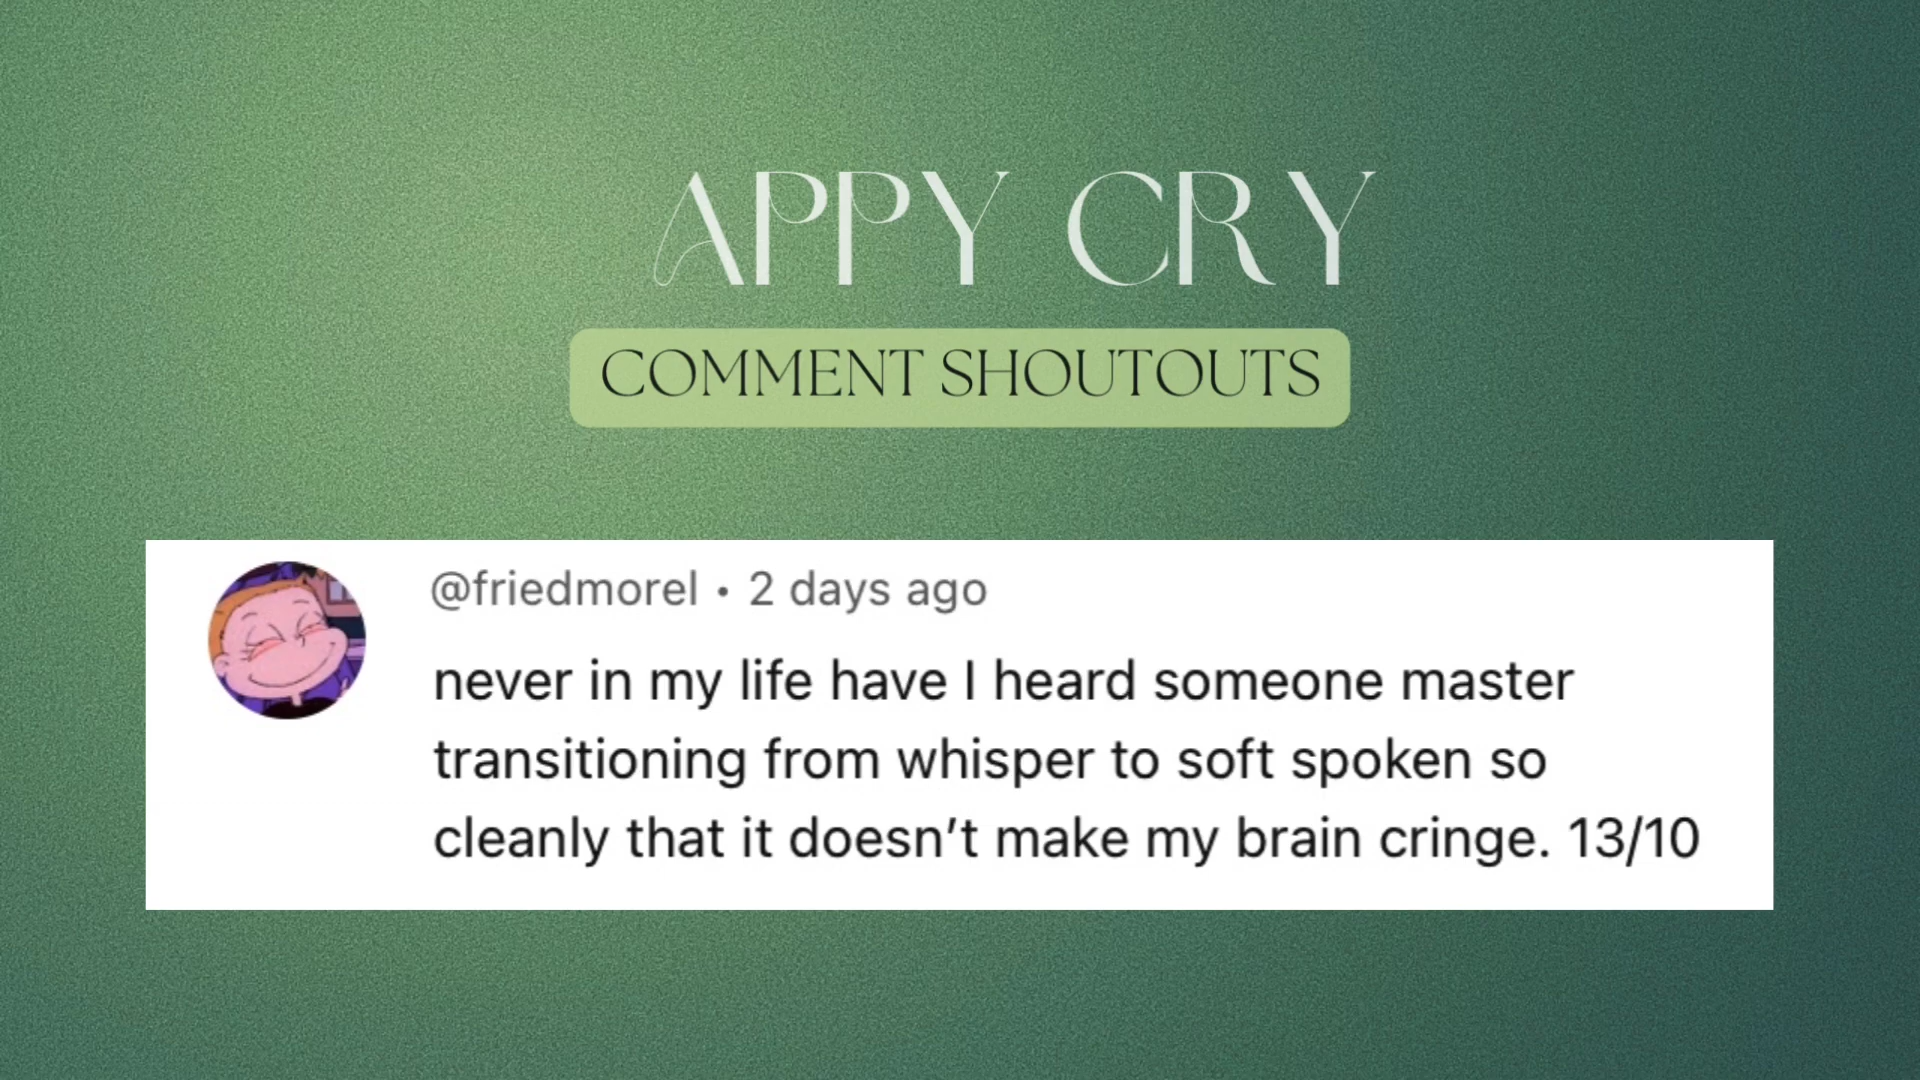 APPY CRY
COMMENT SHOUTOUTS
@friedmorel • 2 days ago
never in my life have I heard someone master
transitioning from whisper to soft spoken so
cleanly that it doesn’t make my brain cringe. 13/10